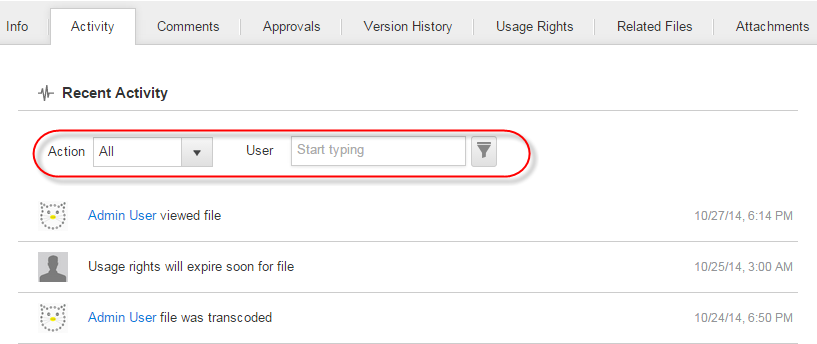 Info Activity Comments Approvals Version History Usage Rights Related Files Attachments
Recent Activity
Action All User Start typing
Admin User viewed file 10/27/14, 6:14 PM
Usage rights will expire soon for file 10/25/14, 3:00 AM
Admin User file was transcoded 10/24/14, 6:50 PM